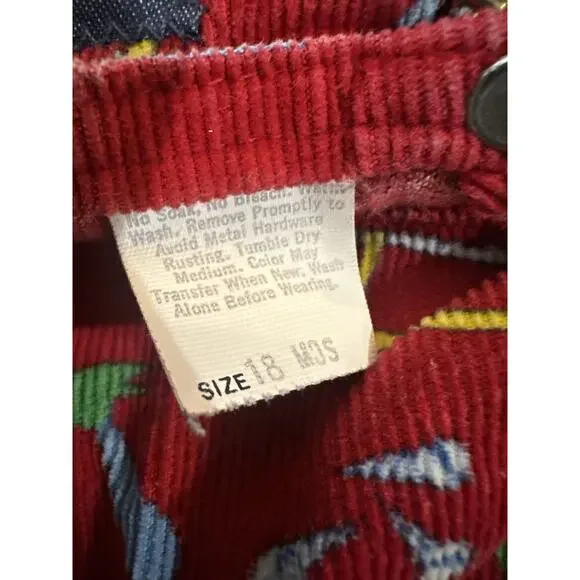 No Soak, No Bleach. Warm
Wash. Remove Promptly to
Avoid Metal Hardware
Rusting. Tumble Dry
Medium. Color May
Transfer When New. Wash
Alone Before Wearing.
SIZE 18 MOS